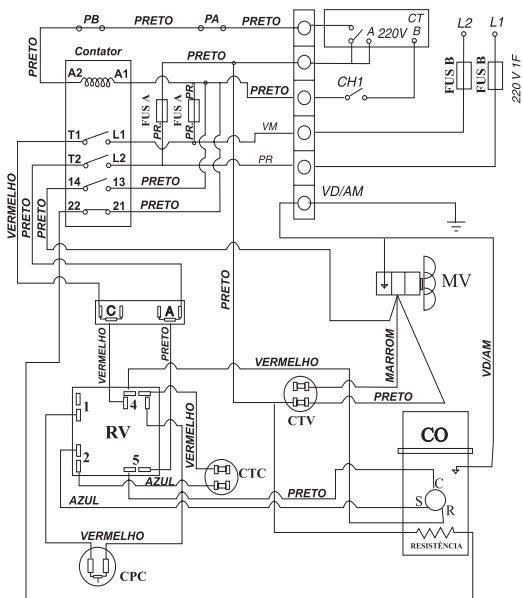 PB
PRETO
PA
PRETO
CT
A
220V
B
L2
L1
Contator
PRETO
A2
A1
PRETO
CH1
FUS A
PR.
PR.
FUS A
PR.
PR.
FUS B
FUS B
220 V 1F
T1
L1
VM
T2
L2
PR
14
13
PRETO
22
21
PRETO
VD/AM
VERMELHO
PRETO
PRETO
PRETO
MV
C
A
VERMELHO
PRETO
MARROM
VD/AM
VERMELHO
PRETO
1
4
RV
2
5
VERMELHO
CTV
CO
CTC
AZUL
AZUL
PRETO
C
S
R
RESISTÊNCIA
VERMELHO
CPC